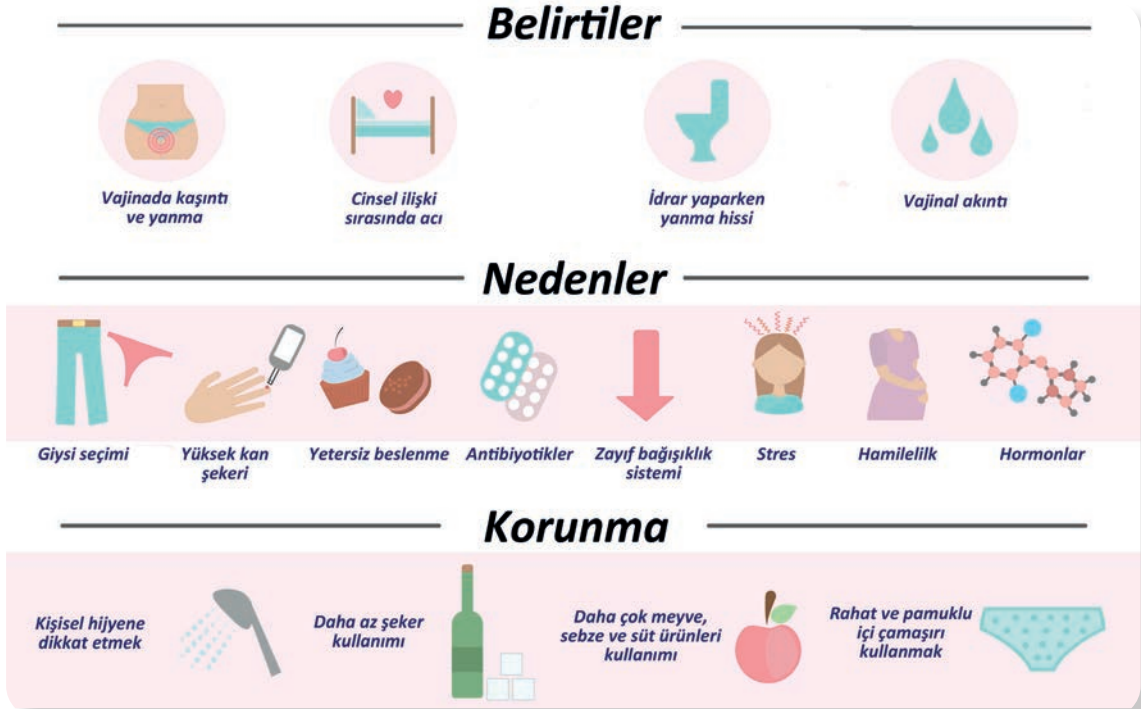 Belirtiler
Vajinada kaşıntı
ve yanma
Cinsel ilişki
sırasında acı
İdrar yaparken
yanma hissi
Vajinal akıntı
Nedenler
Giysi seçimi
Yüksek kan
şekeri
Yetersiz beslenme
Antibiyotikler
Zayıf bağışıklık
sistemi
Stres
Hamilelilk
Hormonlar
Korunma
Kişisel hijyene
dikkat etmek
Daha az şeker
kullanımı
Daha çok meyve,
sebze ve süt ürünleri
kullanımı
Rahat ve pamuklu
içi çamaşırı
kullanmak